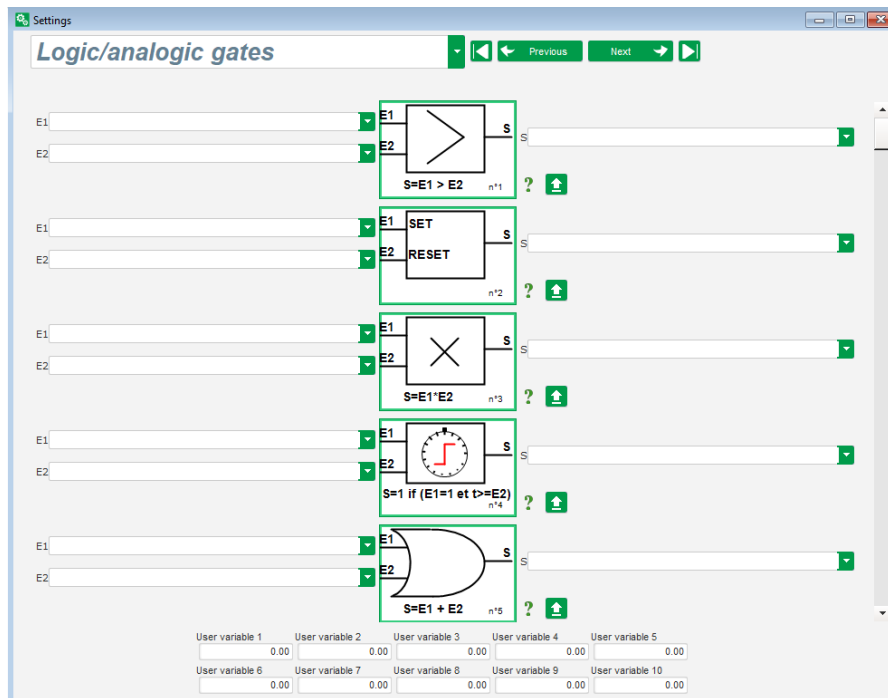 Settings
Logic/analogic gates
Previous
Next
E1
E2
E1
E2
S
S=E1 > E2
n°1
S
?
E1
E2
E1
E2
SET
RESET
S
n°2
S
?
E1
E2
E1
E2
S
S=E1*E2
n°3
S
?
E1
E2
E1
E2
S
S=1 if (E1=1 et t>=E2)
n°4
S
?
E1
E2
E1
E2
S
S=E1 + E2
n°5
S
?
User variable 1 User variable 2 User variable 3 User variable 4 User variable 5
0.00 0.00 0.00 0.00 0.00
User variable 6 User variable 7 User variable 8 User variable 9 User variable 10
0.00 0.00 0.00 0.00 0.00